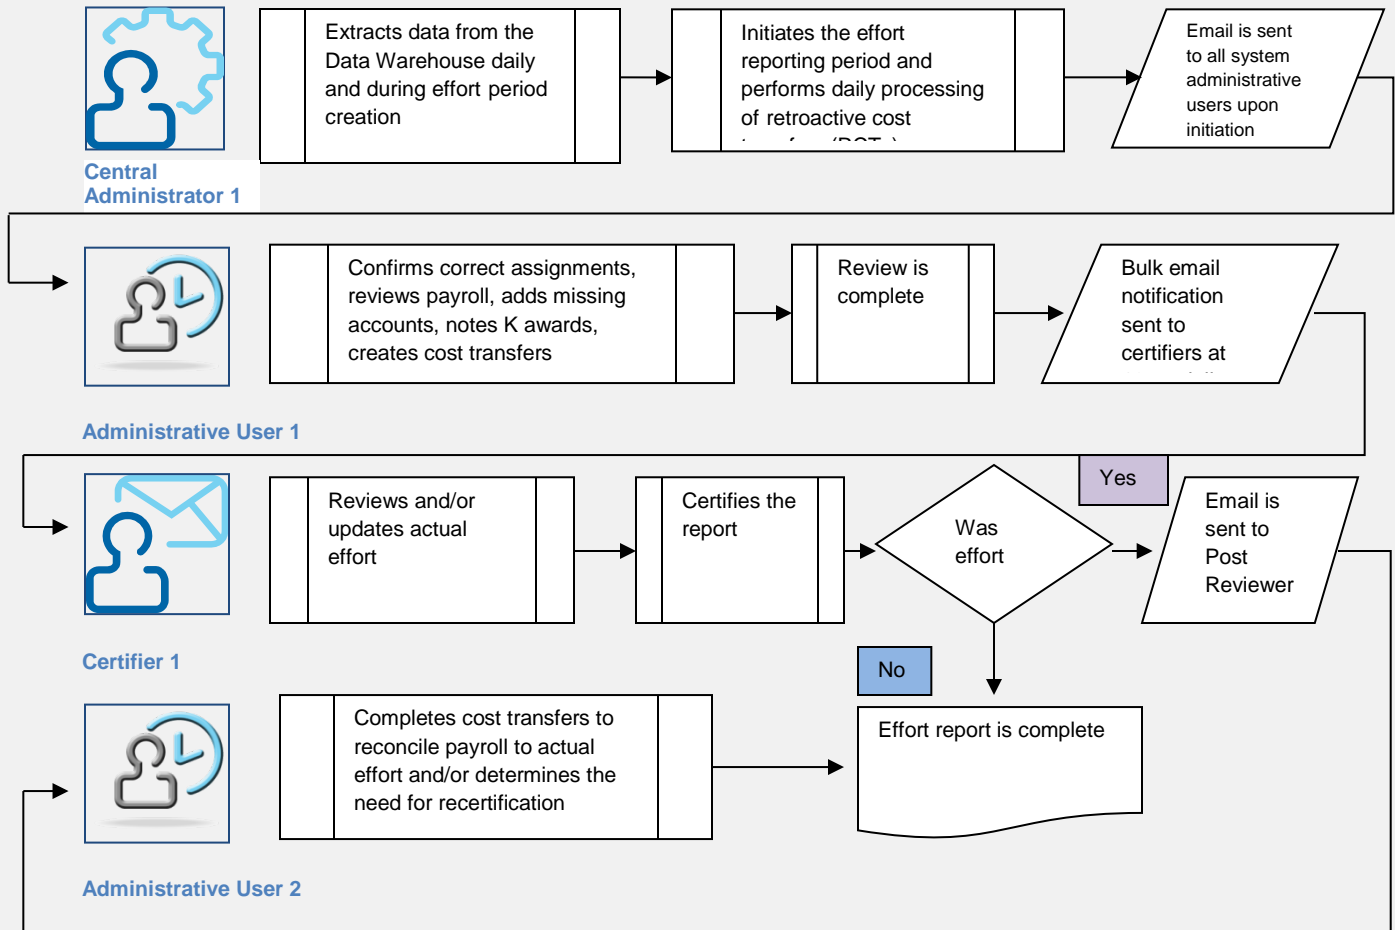 Extracts data from the
Data Warehouse daily
and during effort period
creation
Initiates the effort
reporting period and
performs daily processing
of retroactive cost
Email is sent
to all system
administrative
users upon
initiation
Central
Administrator 1
Confirms correct assignments,
reviews payroll, adds missing
accounts, notes K awards,
creates cost transfers
Review is
complete
Bulk email
notification
sent to
certifiers at
Administrative User 1
Reviews and/or
updates actual
effort
Certifies the
report
Was
effort
Yes
Email is
sent to
Post
Reviewer
Certifier 1
No
Completes cost transfers to
reconcile payroll to actual
effort and/or determines the
need for recertification
Effort report is complete
Administrative User 2